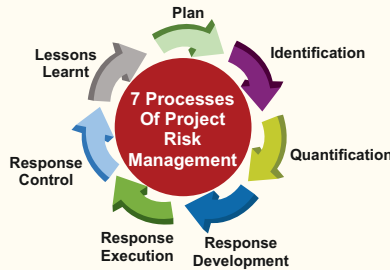 Plan
Identification
Quantification
Response
Development
Response
Execution
Response
Control
Lessons
Learnt
7 Processes
Of Project
Risk
Management